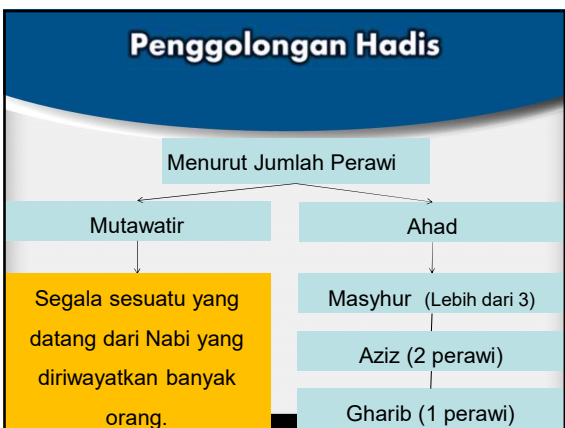 Penggolongan Hadis
Menurut Jumlah Perawi
Mutawatir
Ahad
Segala sesuatu yang
datang dari Nabi yang
diriwayatkan banyak
orang.
Masyhur (Lebih dari 3)
Aziz (2 perawi)
Gharib (1 perawi)